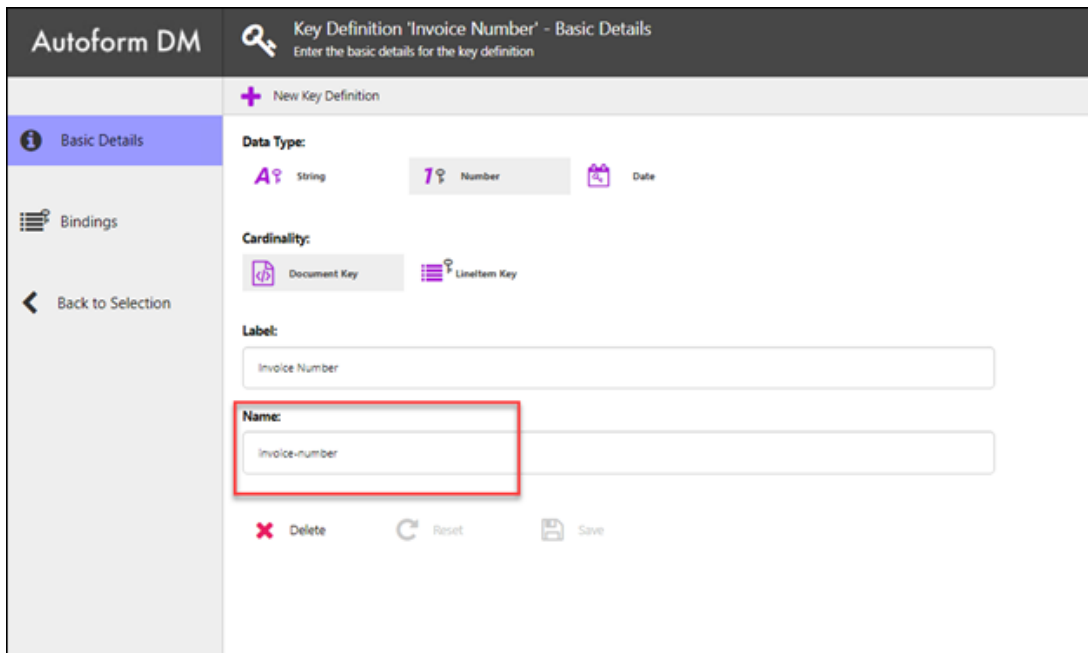 Autoform DM
Key Definition 'Invoice Number' - Basic Details
Enter the basic details for the key definition
New Key Definition
Basic Details
Bindings
Back to Selection
Data Type:
String Number Date
Cardinality:
Document Key LineItem Key
Label:
Invoice Number
Name:
invoice-number
Delete Reset Save